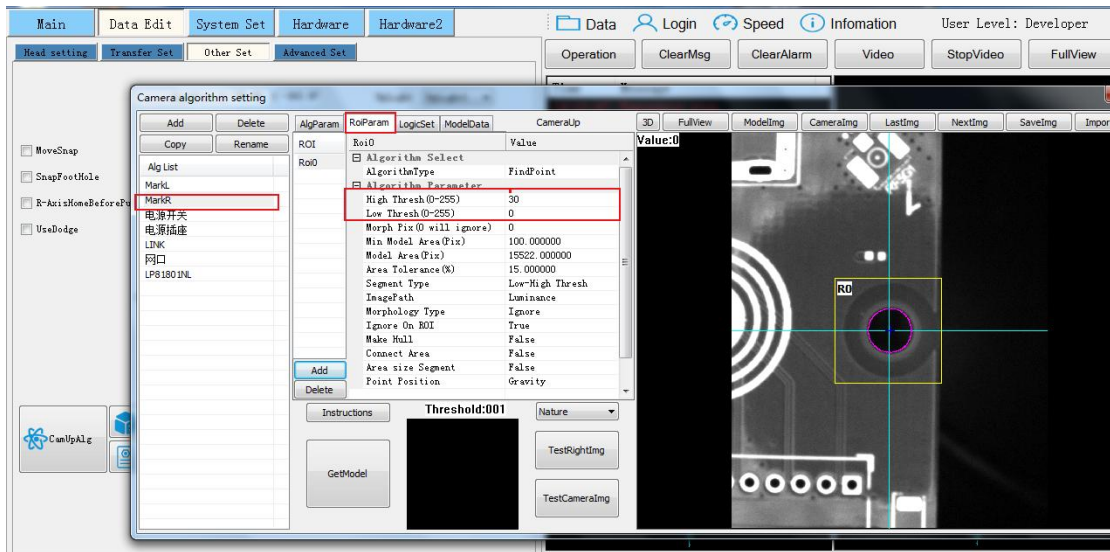 Main Data Edit System Set Hardware Hardware2 Data Login Speed Infomation User Level: Developer
Head setting Transfer Set Other Set Advanced Set
Operation ClearMsg ClearAlarm Video StopVideo FullView
Camera algorithm setting
Add Delete AlgParam RoiParam LogicSet ModelData CameraUp 3D FullView ModelImg CameraImg LastImg NextImg SaveImg Impor
Copy Rename ROI Roi0 Value Value:0
MoveSnap
Alg List Roi0
Algorithm Select
AlgorithmType FindPoint
SnapFootHole
MarkL
Algorithm Parameter
R-AxisHomeBeforePu
MarkR
High Thresh(0-255) 30
电源开关
Low Thresh(0-255) 0
UseDodge
电源插座
Morph Pix(0 will ignore) 0
LINK
Min Model Area(Pix) 100.000000
网口
Model Area(Pix) 15522.000000
LP81801NL
Area Tolerance(%) 15.000000
Segment Type Low-High Thresh
ImagePath Luminance
R0
Morphology Type Ignore
Ignore On ROI True
Make Hull False
Connect Area False
Add
Area size Segment False
Delete
Point Position Gravity
Instructions Threshold:001 Nature
CamUpAlg
GetModel
TestRightImg
TestCameraImg